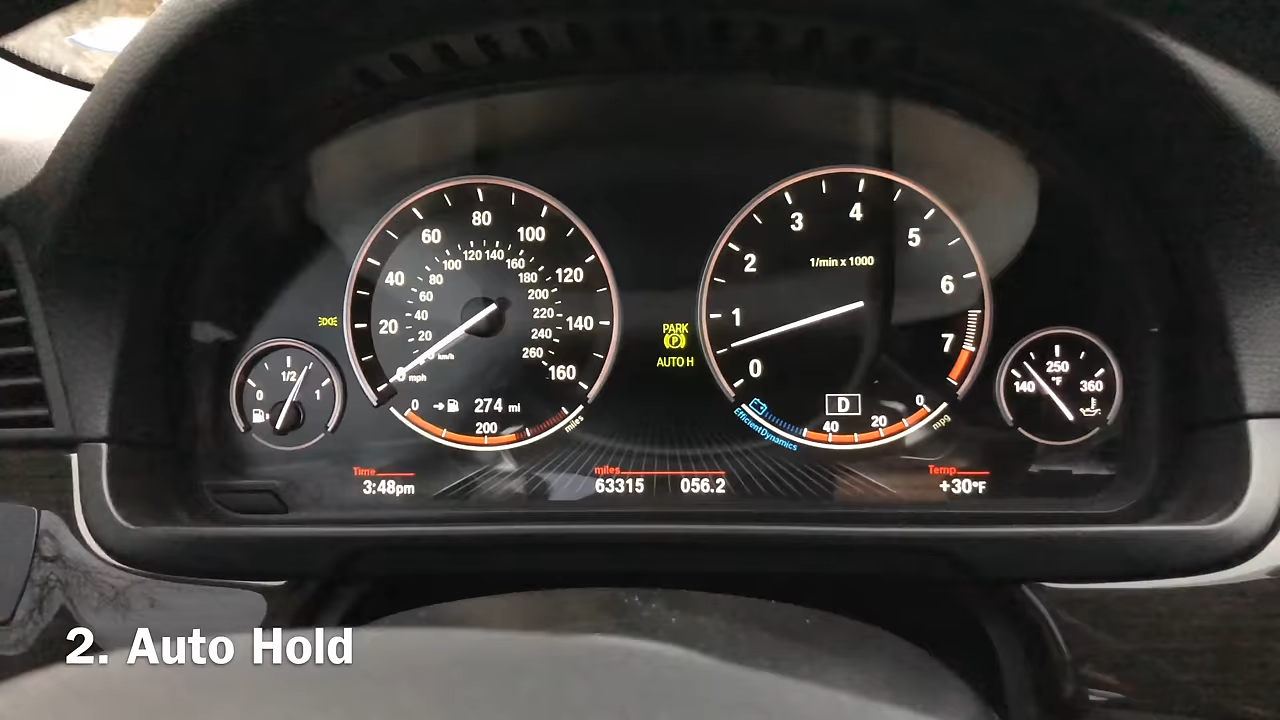 80
60
100
40
120
20
140
0 mph
160
120 140
100
160
80
180
60
200
40
220
20
240
km/h
260
274 mi
0
200
miles
0
1/2
1
PARK
P
AUTO H
4
3
5
2
6
1
7
0
1/min x 1000
D
40
20
0
mpg
EfficientDynamics
250
140
°F
360
Time
3:48pm
miles
63315 056.2
Temp
+30°F
2. Auto Hold